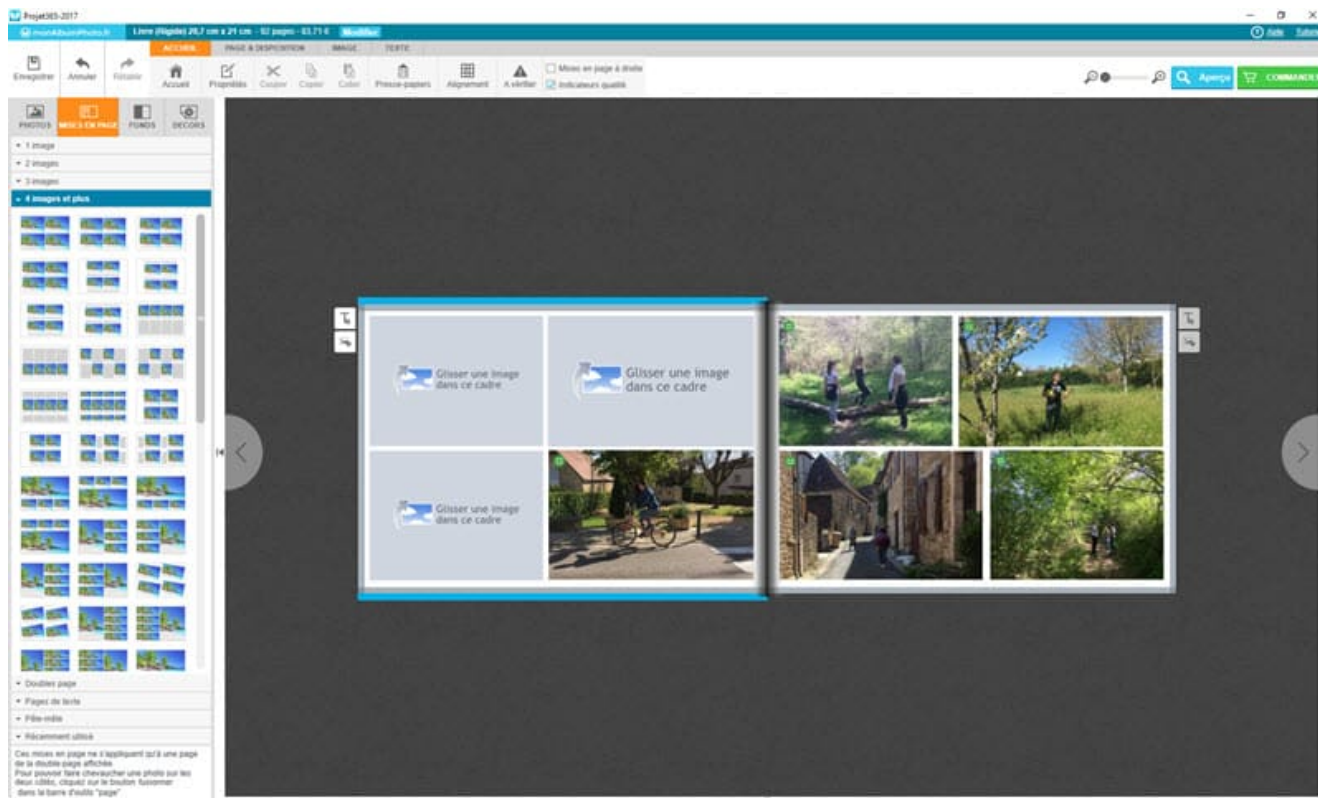 Projet365-2017
monAlbumPhoto.fr Livre (Rigide) 28,7 cm x 21 cm - 92 pages - 83,71 € Modifier
Aide
ACCUEIL PAGE & DISPOSITION IMAGE TEXTE
Enregistrer Annuler Rétablir Accueil Propriétés Couper Copier Coller Presse-papiers Alignement A vérifier
Mises en page à droite
Indicateurs qualité
Aperçu COMMANDER
PHOTOS MISES EN PAGE FONDS DECORS
1 image
2 images
3 images
4 images et plus
Glisser une image
dans ce cadre
Glisser une image
dans ce cadre
Glisser une image
dans ce cadre
Doubles page
Pages de texte
Pêle-mêle
Récemment utilisé
Ces mises en page ne s'appliquent qu'à une page
de la double-page affichée.
Pour pouvoir faire chevaucher une photo sur les
deux côtés, cliquez sur le bouton fusionner
dans la barre d'outils "page"